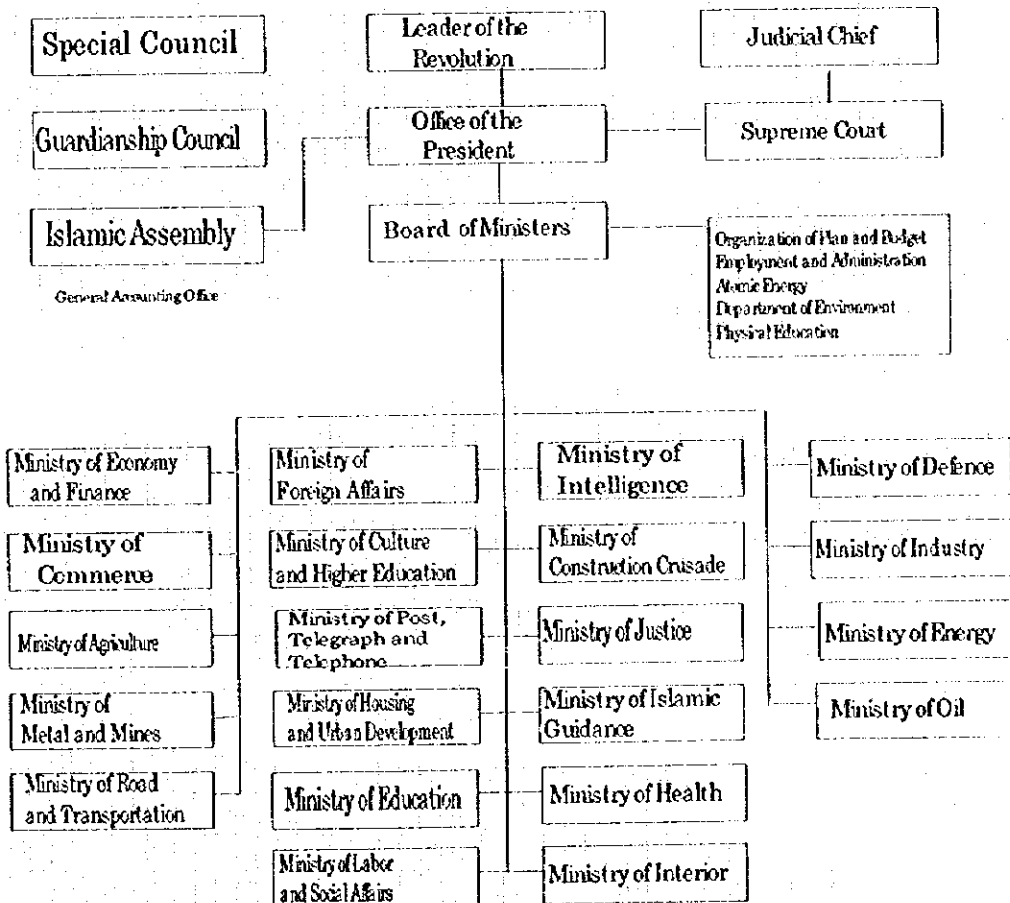 Special Council
Leader of the
Revolution
Judicial Chief
Guardianship Council
Office of the
President
Supreme Court
Islamic Assembly
Board of Ministers
General Accounting Office
Organization of Plan and Budget
Employment and Administration
Atomic Energy
Department of Environment
Physical Education
Ministry of Economy
and Finance
Ministry of
Foreign Affairs
Ministry of
Intelligence
Ministry of Defence
Ministry of
Commerce
Ministry of Culture
and Higher Education
Ministry of
Construction Crusade
Ministry of Industry
Ministry of Agriculture
Ministry of Post,
Telegraph and
Telephone
Ministry of Justice
Ministry of Energy
Ministry of
Metal and Mines
Ministry of Housing
and Urban Development
Ministry of Islamic
Guidance
Ministry of Oil
Ministry of Road
and Transportation
Ministry of Education
Ministry of Health
Ministry of Labor
and Social Affairs
Ministry of Interior